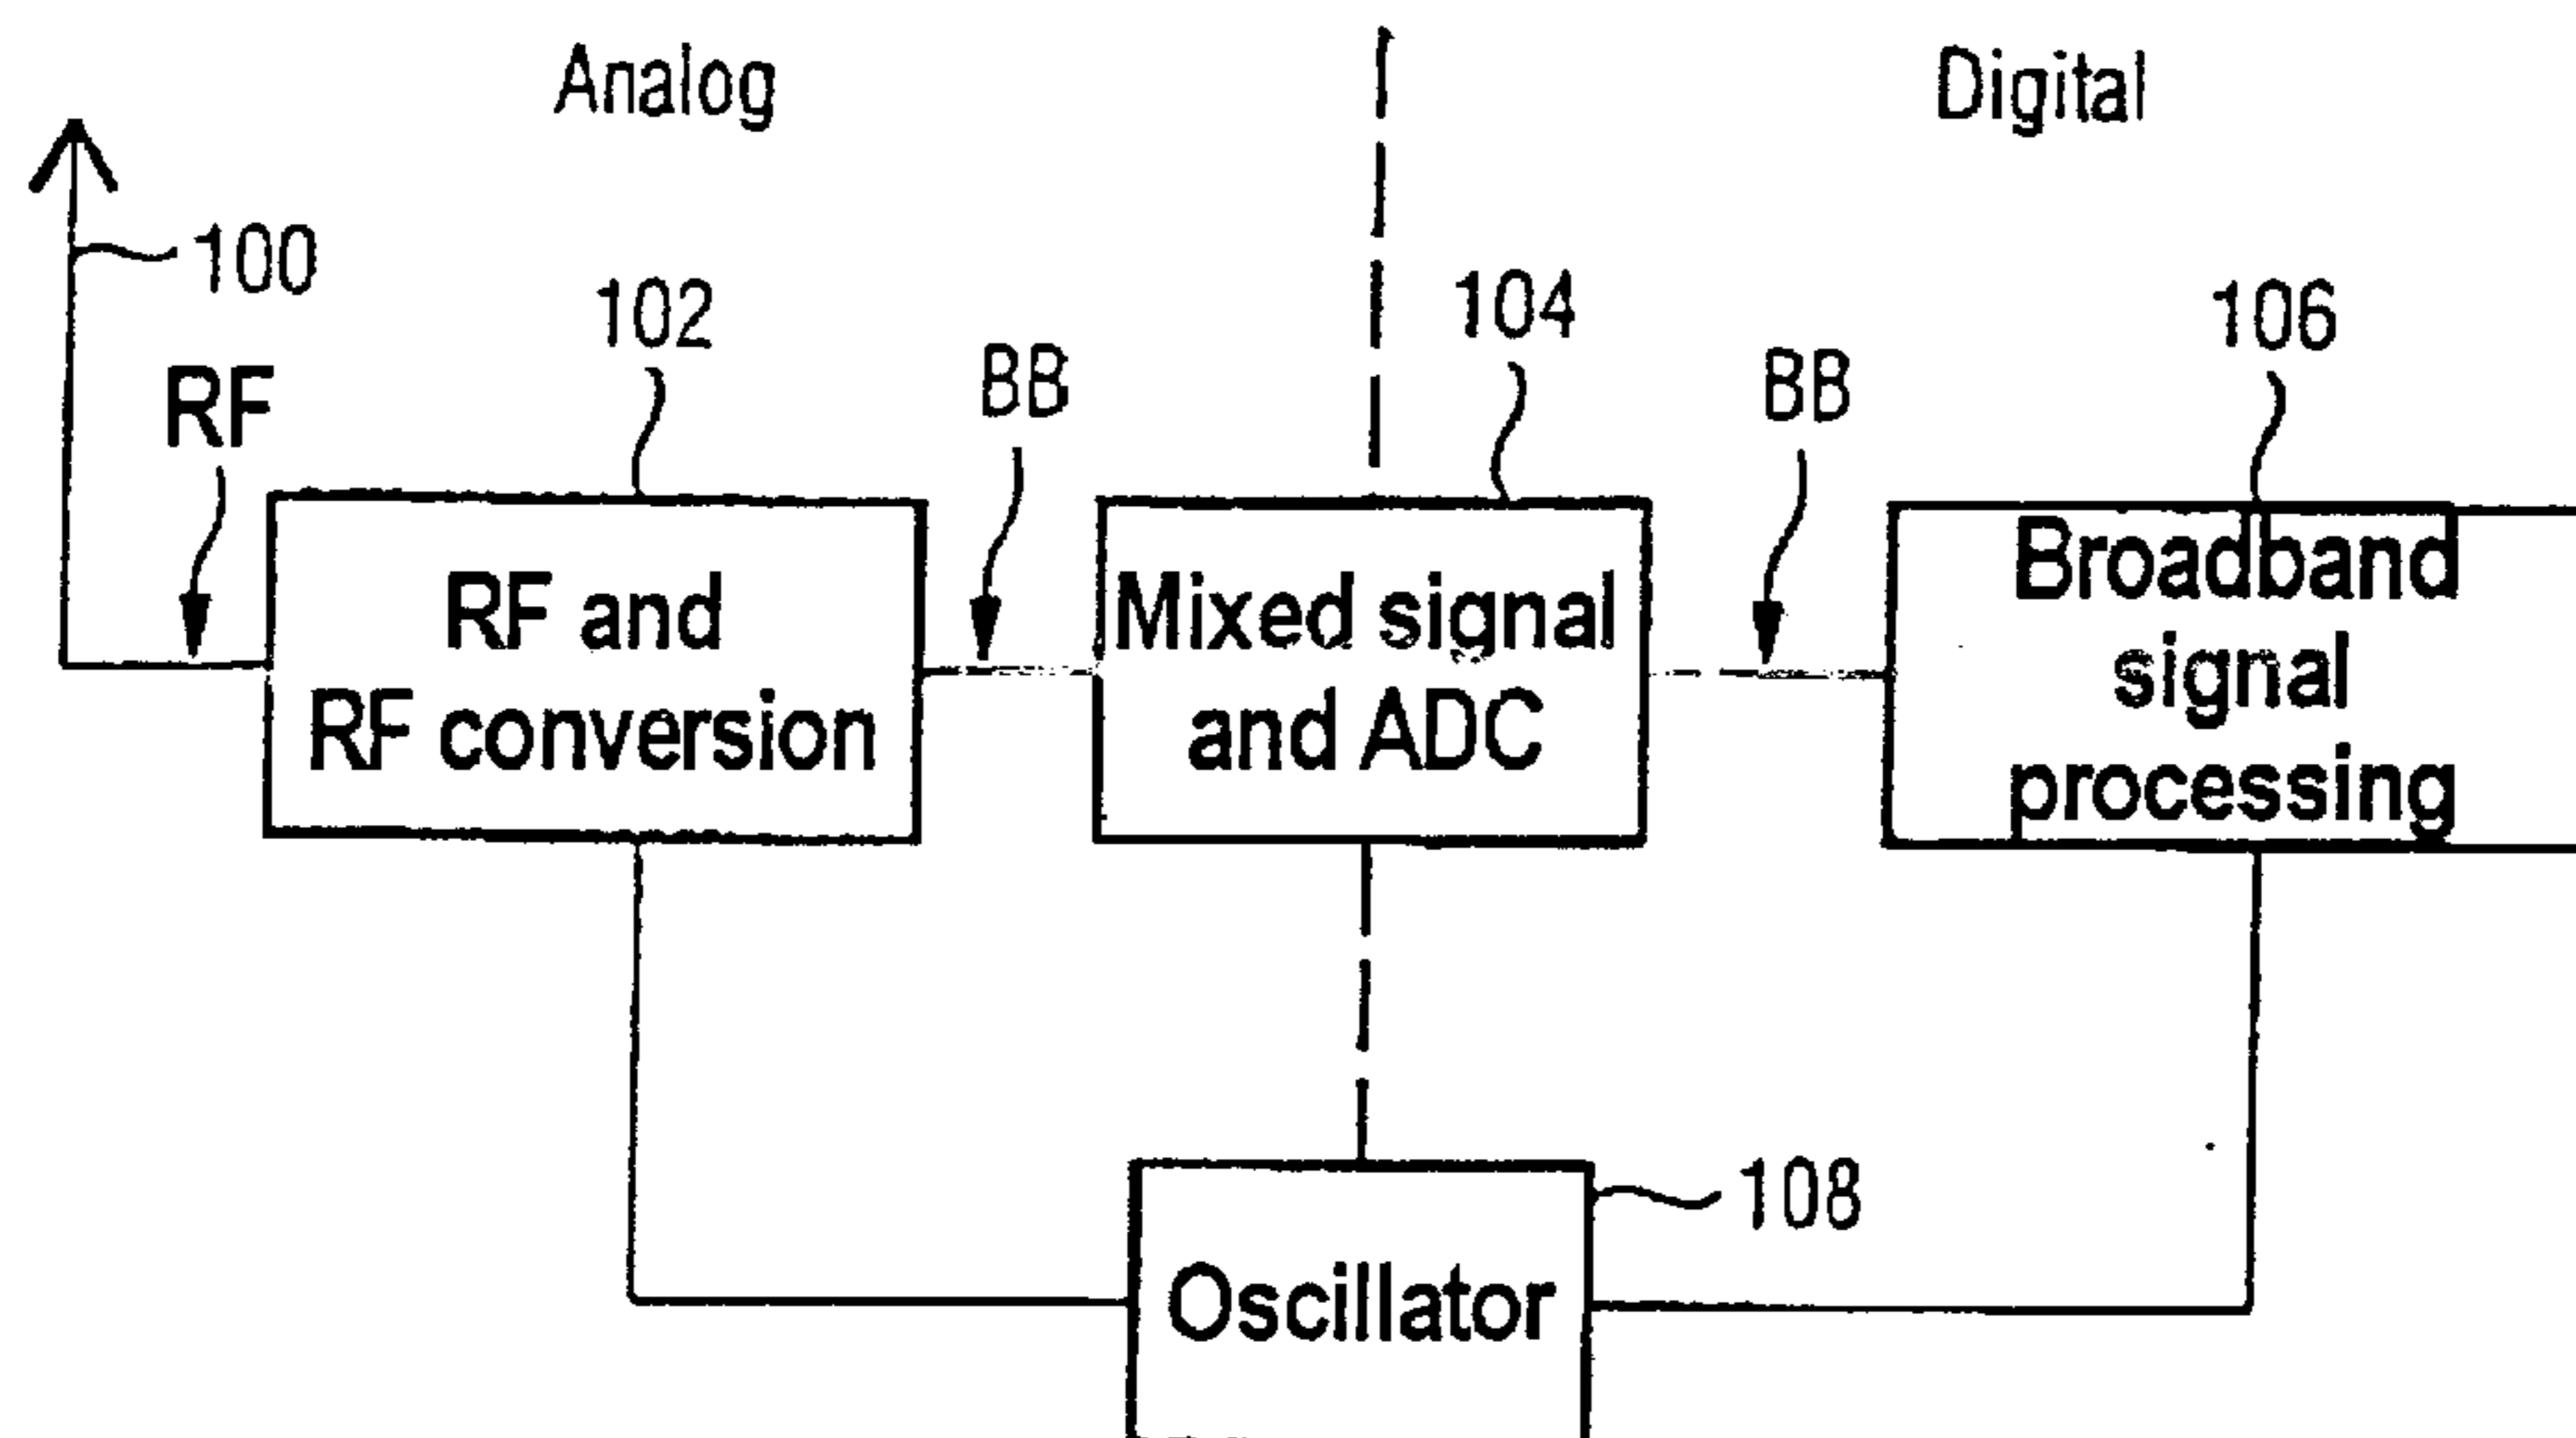 Analog
Digital
100
102
104
106
RF
BB
BB
RF and
RF conversion
Mixed signal
and ADC
Broadband
signal
processing
108
Oscillator